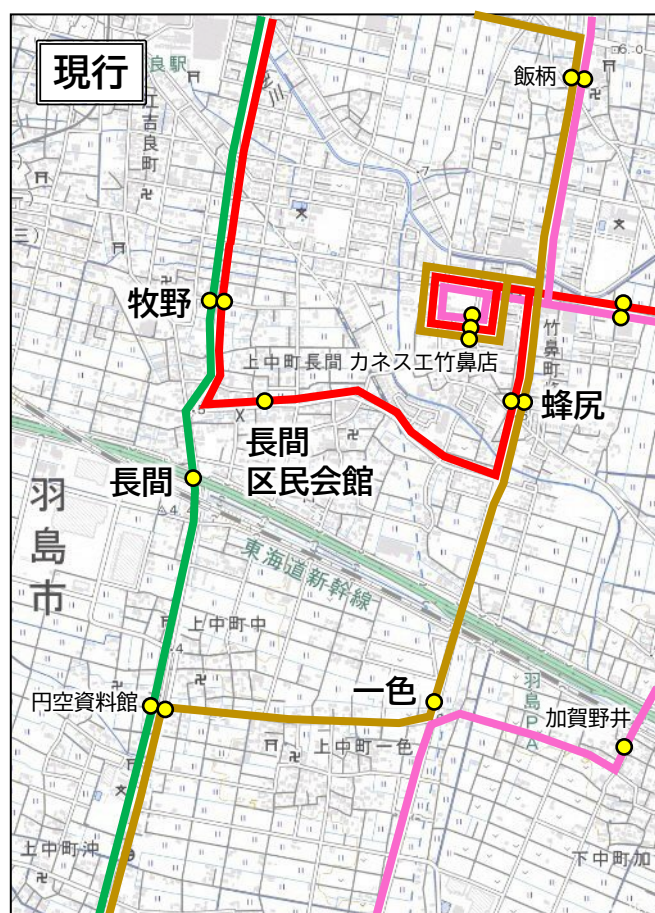 現行
良駅
江吉良町
飯柄
牧野
上中町長間
カネスエ竹鼻店
竹鼻町
蜂尻
長間
区民会館
長間
羽島市
東海道新幹線
上中町中
円空資料館
一色
羽島PA
加賀野井
上中町一色
上中町沖
下中町加